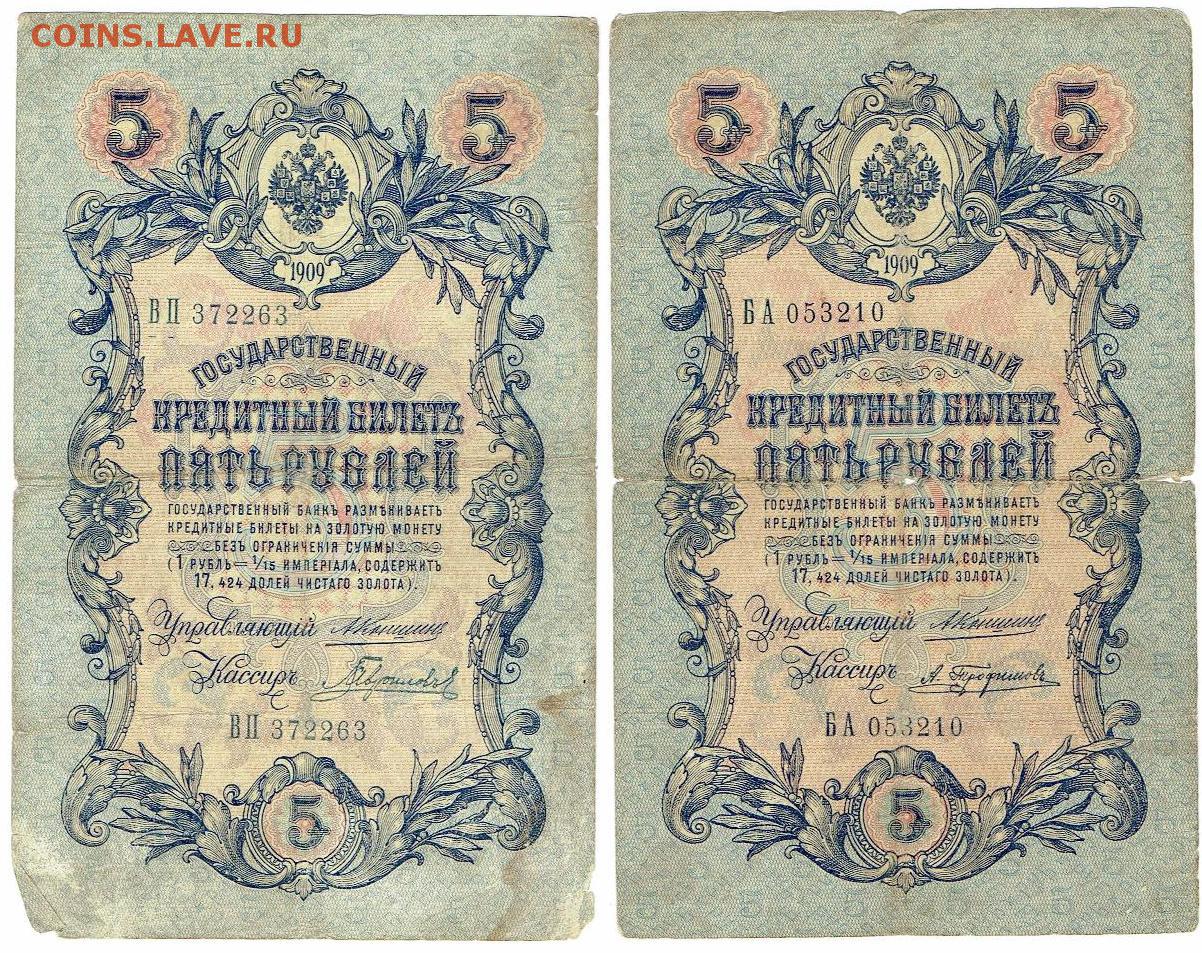 COINS.LAVE.RU
5 5
1909
ВП 372263
ГОСУДАРСТВЕННЫЙ
КРЕДИТНЫЙ БИЛЕТЪ
ПЯТЬ РУБЛЕЙ
ГОСУДАРСТВЕННЫЙ БАНКЪ РАЗМѢНИВАЕТЪ
КРЕДИТНЫЕ БИЛЕТЫ НА ЗОЛОТУЮ МОНЕТУ
БЕЗЪ ОГРАНИЧЕНІЯ СУММЫ
(1 РУБЛЬ = 1/15 ИМПЕРІАЛА, СОДЕРЖИТЪ
17, 424 ДОЛЕЙ ЧИСТАГО ЗОЛОТА).
Управляющій АКоншинъ
Кассиръ
ВП 372263
5
5 5
1909
БА 053210
ГОСУДАРСТВЕННЫЙ
КРЕДИТНЫЙ БИЛЕТЪ
ПЯТЬ РУБЛЕЙ
ГОСУДАРСТВЕННЫЙ БАНКЪ РАЗМѢНИВАЕТЪ
КРЕДИТНЫЕ БИЛЕТЫ НА ЗОЛОТУЮ МОНЕТУ
БЕЗЪ ОГРАНИЧЕНІЯ СУММЫ
(1 РУБЛЬ = 1/15 ИМПЕРІАЛА, СОДЕРЖИТЪ
17, 424 ДОЛЕЙ ЧИСТАГО ЗОЛОТА).
Управляющій АКоншинъ
Кассиръ А. Трофимовъ
БА 053210
5